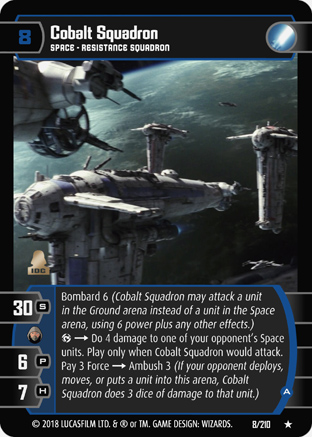 8 Cobalt Squadron
SPACE - RESISTANCE SQUADRON
IDC
30 S
6 P
7 H
Bombard 6 (Cobalt Squadron may attack a unit
in the Ground arena instead of a unit in the Space
arena, using 6 power plus any other effects.)
→ Do 4 damage to one of your opponent's Space
units. Play only when Cobalt Squadron would attack.
Pay 3 Force → Ambush 3 (If your opponent deploys,
moves, or puts a unit into this arena, Cobalt
Squadron does 3 dice of damage to that unit.)
A
© 2018 LUCASFILM LTD. & ® or TM. GAME DESIGN: WIZARDS. 8/210 ★